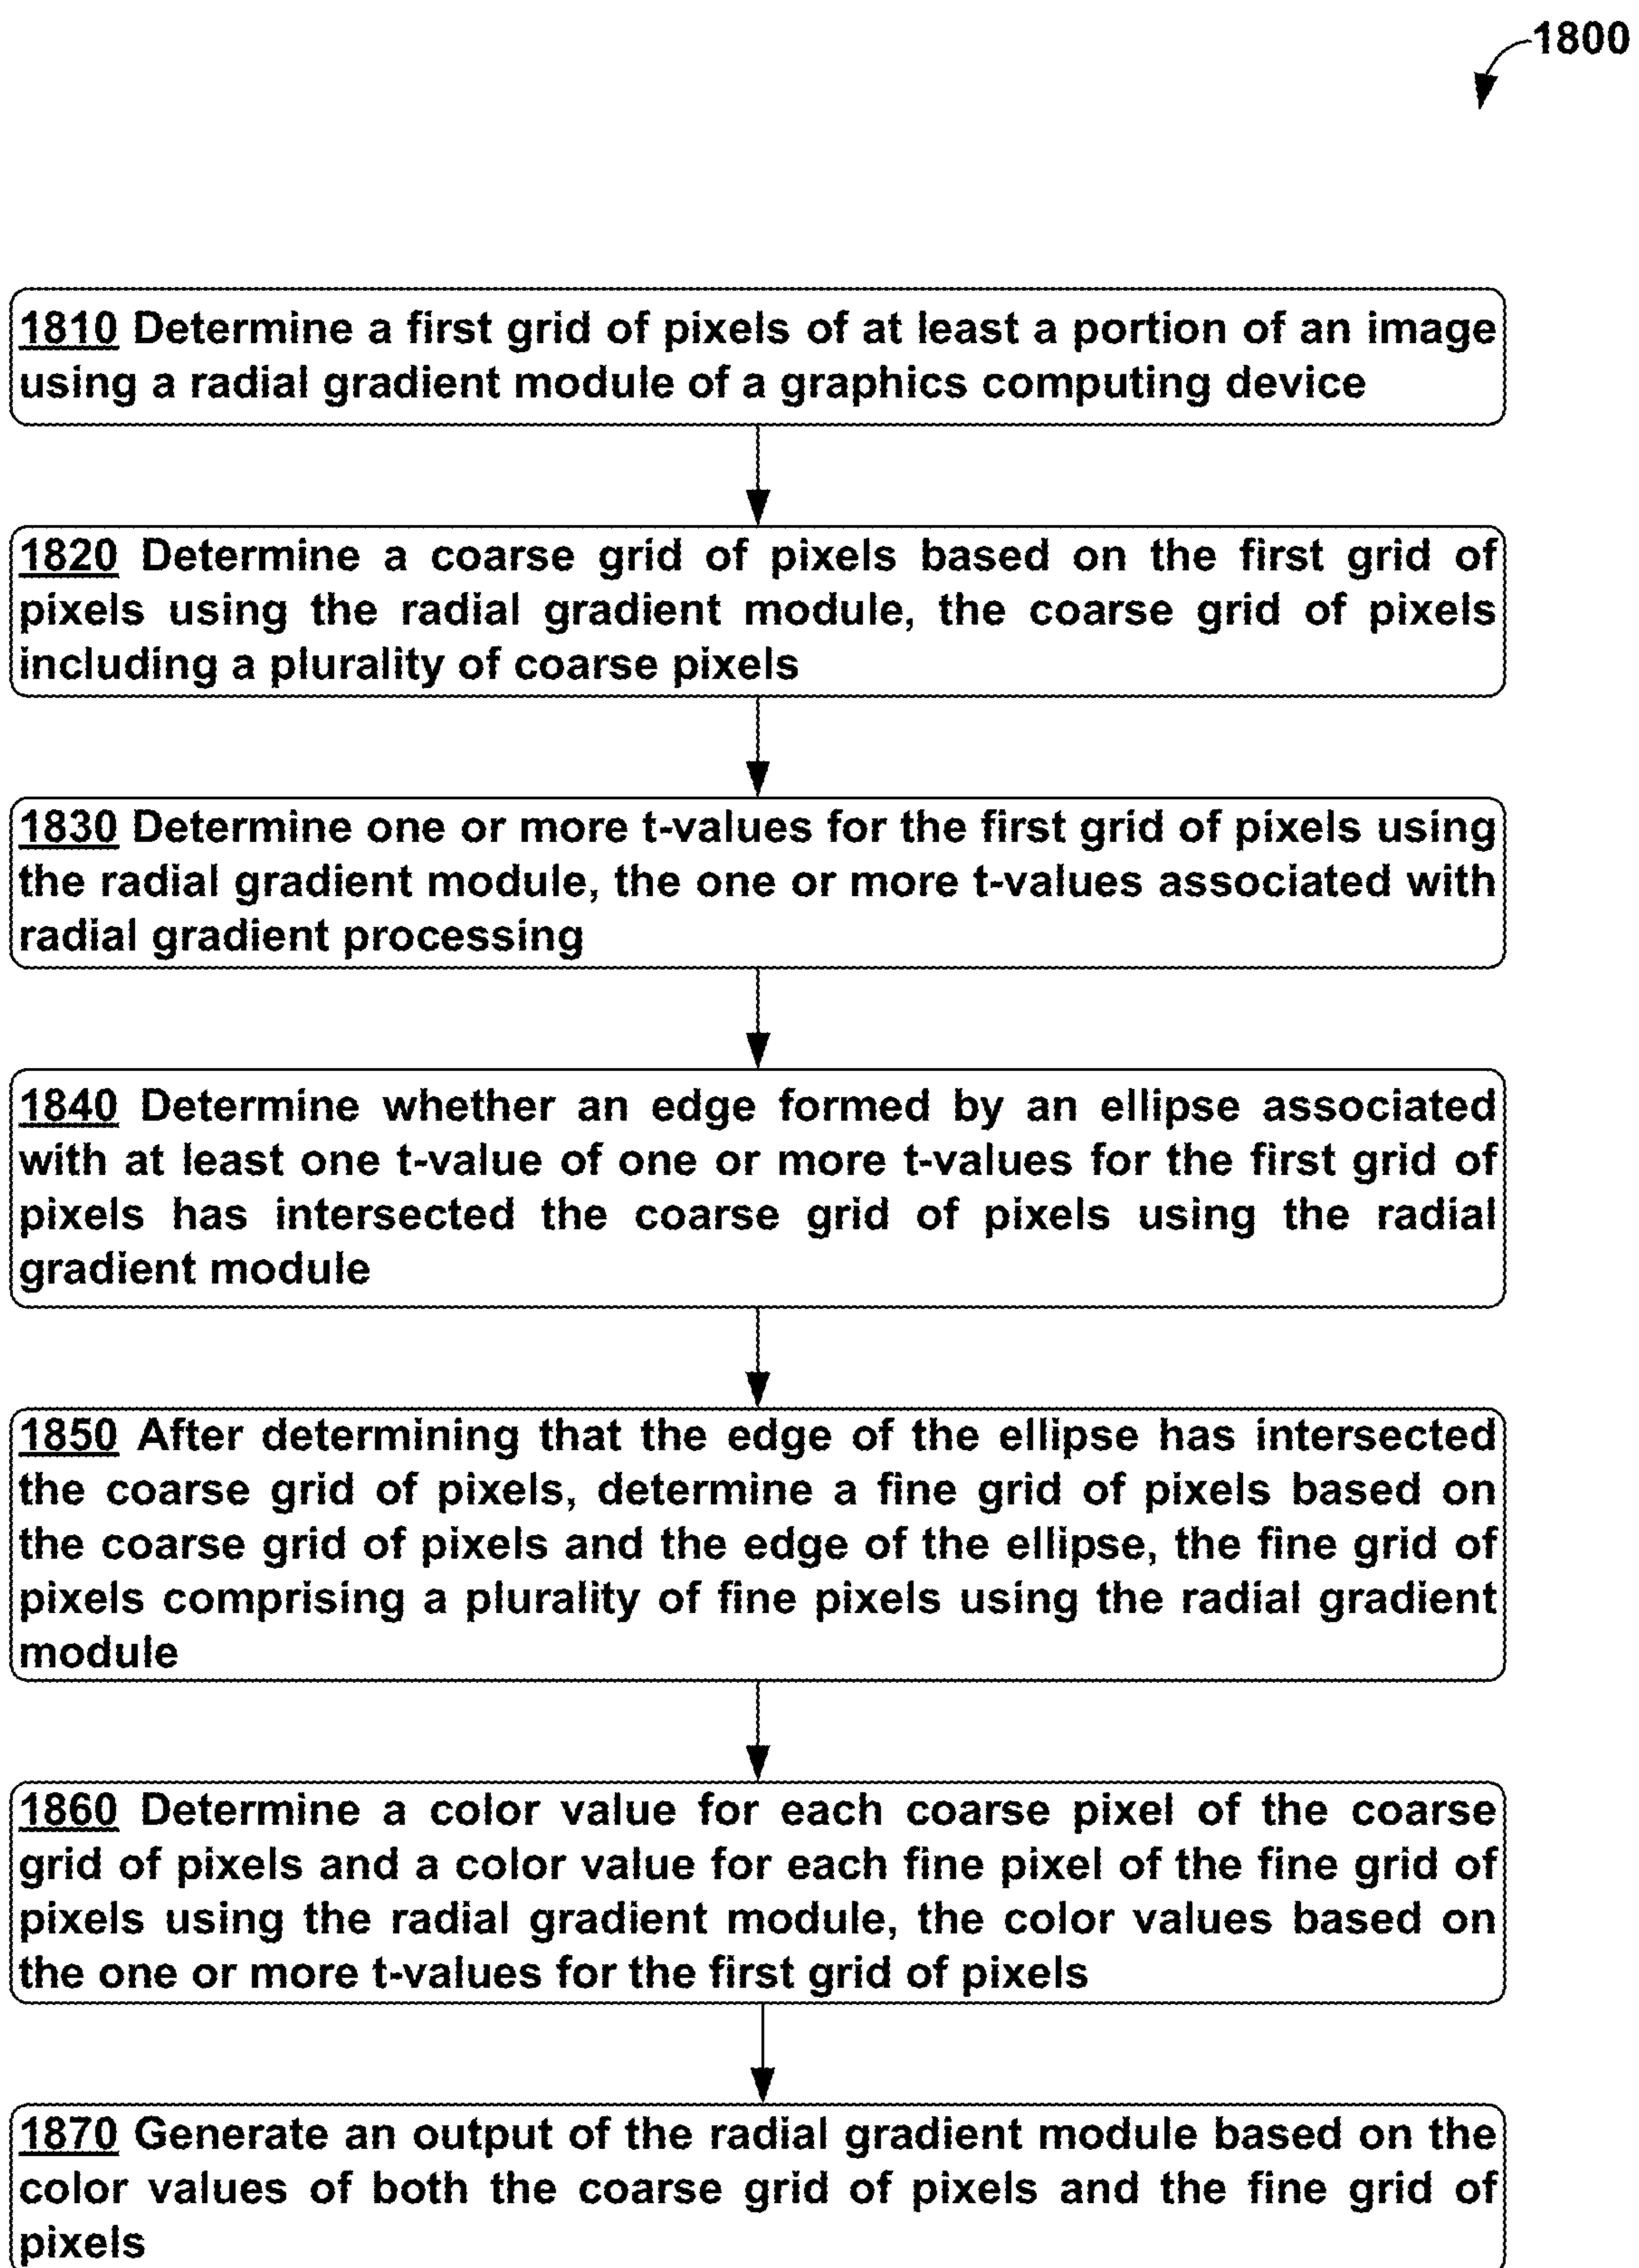 1800
1810 Determine a first grid of pixels of at least a portion of an image
using a radial gradient module of a graphics computing device
1820 Determine a coarse grid of pixels based on the first grid of
pixels using the radial gradient module, the coarse grid of pixels
including a plurality of coarse pixels
1830 Determine one or more t-values for the first grid of pixels using
the radial gradient module, the one or more t-values associated with
radial gradient processing
1840 Determine whether an edge formed by an ellipse associated
with at least one t-value of one or more t-values for the first grid of
pixels has intersected the coarse grid of pixels using the radial
gradient module
1850 After determining that the edge of the ellipse has intersected
the coarse grid of pixels, determine a fine grid of pixels based on
the coarse grid of pixels and the edge of the ellipse, the fine grid of
pixels comprising a plurality of fine pixels using the radial gradient
module
1860 Determine a color value for each coarse pixel of the coarse
grid of pixels and a color value for each fine pixel of the fine grid of
pixels using the radial gradient module, the color values based on
the one or more t-values for the first grid of pixels
1870 Generate an output of the radial gradient module based on the
color values of both the coarse grid of pixels and the fine grid of
pixels